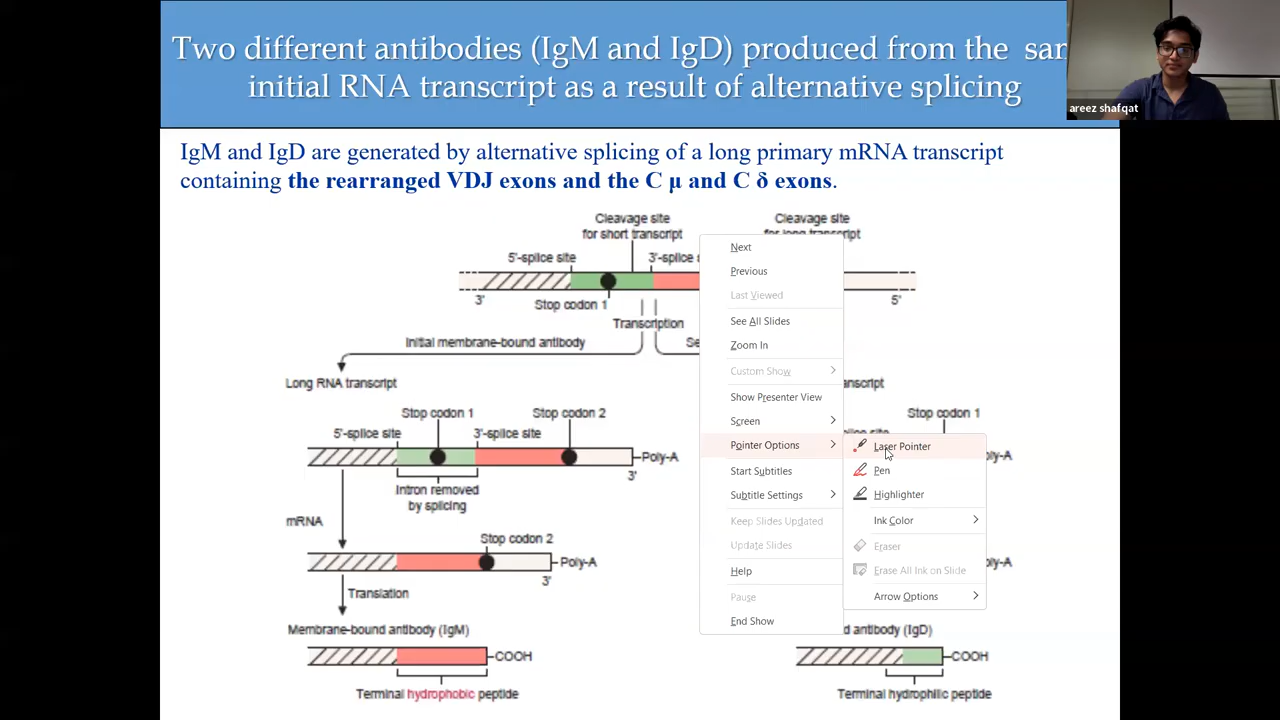 Two different antibodies (IgM and IgD) produced from the
initial RNA transcript as a result of alternative splicing
areez shafqat
IgM and IgD are generated by alternative splicing of a long primary mRNA transcript
containing the rearranged VDJ exons and the C μ and C δ exons.
Cleavage site
for short transcript
Cleavage site
for long transcript
5'-splice site
3'-splice
3'
Stop codon 1
5'
Transcription
Initial membrane-bound antibody
Long RNA transcript
Stop codon 1
Stop codon 2
5'-splice site
3'-splice site
Poly-A
3'
Intron removed
by splicing
mRNA
Stop codon 2
Poly-A
3'
Translation
Membrane-bound antibody (IgM)
COOH
Terminal hydrophobic peptide
Next
Previous
Last Viewed
See All Slides
Zoom In
Custom Show
Show Presenter View
Screen
Pointer Options
Start Subtitles
Subtitle Settings
Keep Slides Updated
Update Slides
Help
Pause
End Show
Laser Pointer
Pen
Highlighter
Ink Color
Eraser
Erase All Ink on Slide
Arrow Options
Stop codon 1
antibody (IgD)
COOH
Terminal hydrophilic peptide